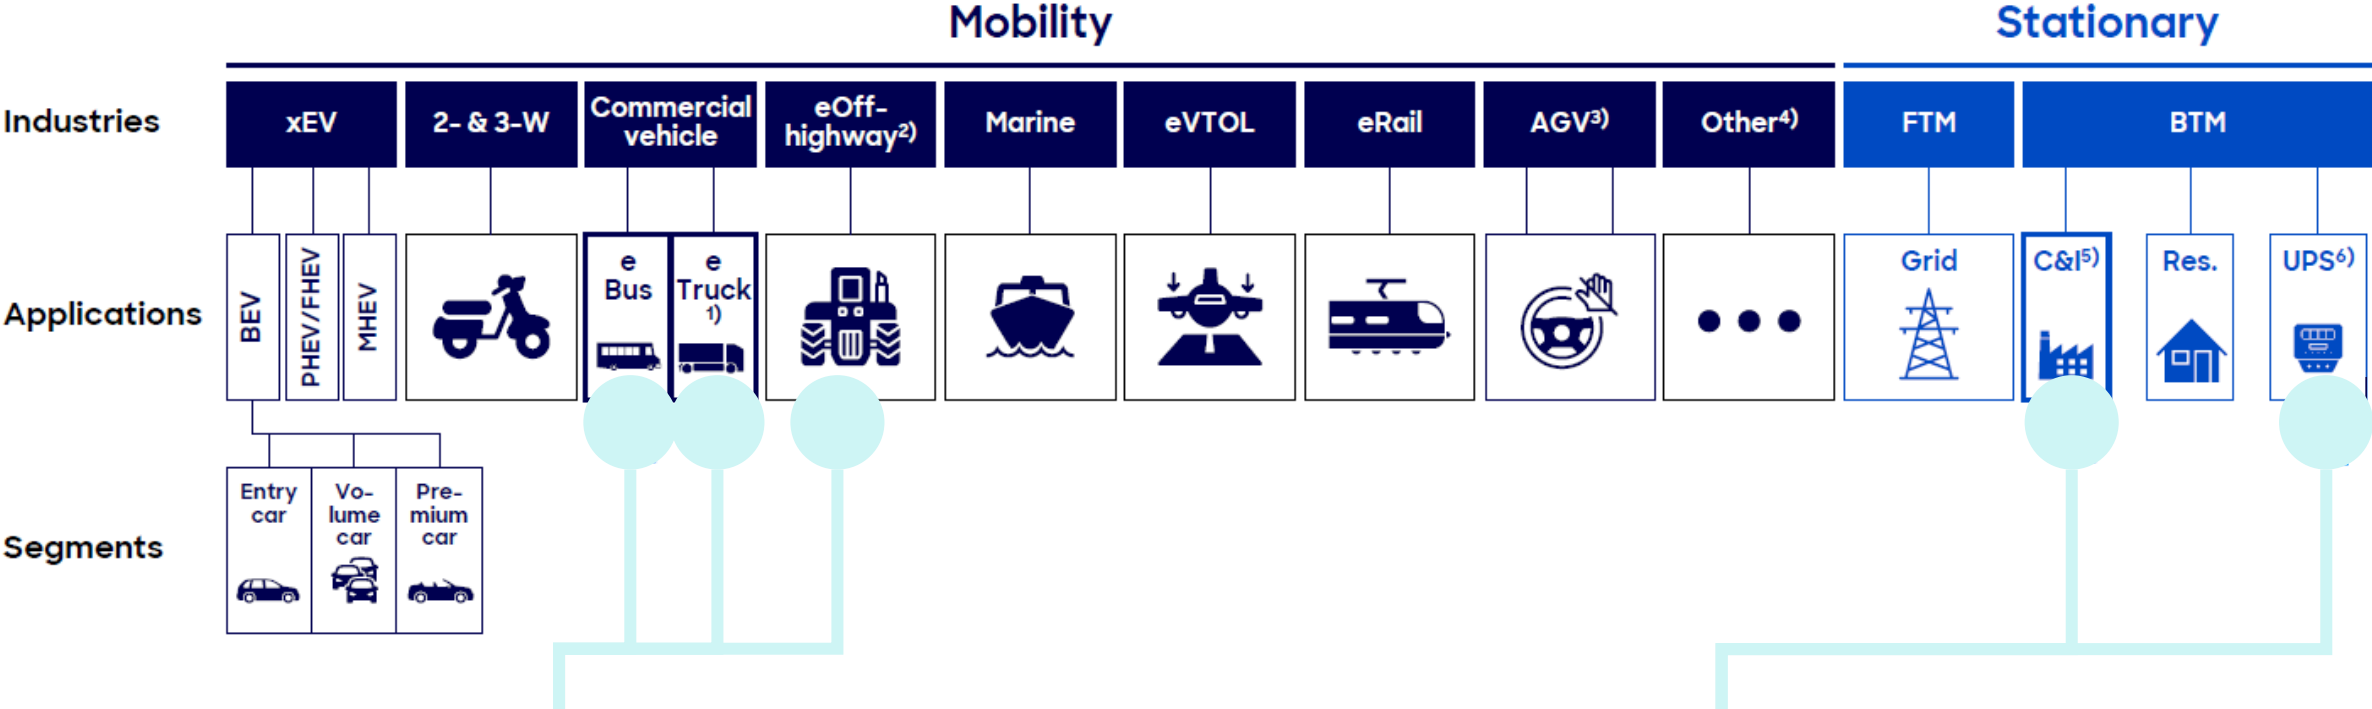 Mobility
Stationary
Industries
xEV
2- & 3-W
Commercial
vehicle
eOff-
highway²⁾
Marine
eVTOL
eRail
AGV³⁾
Other⁴⁾
FTM
BTM
Applications
BEV
PHEV/FHEV
MHEV
e
Bus
e
Truck
1)
Grid
C&I⁵⁾
Res.
UPS⁶⁾
Segments
Entry
car
Vo-
lume
car
Pre-
mium
car